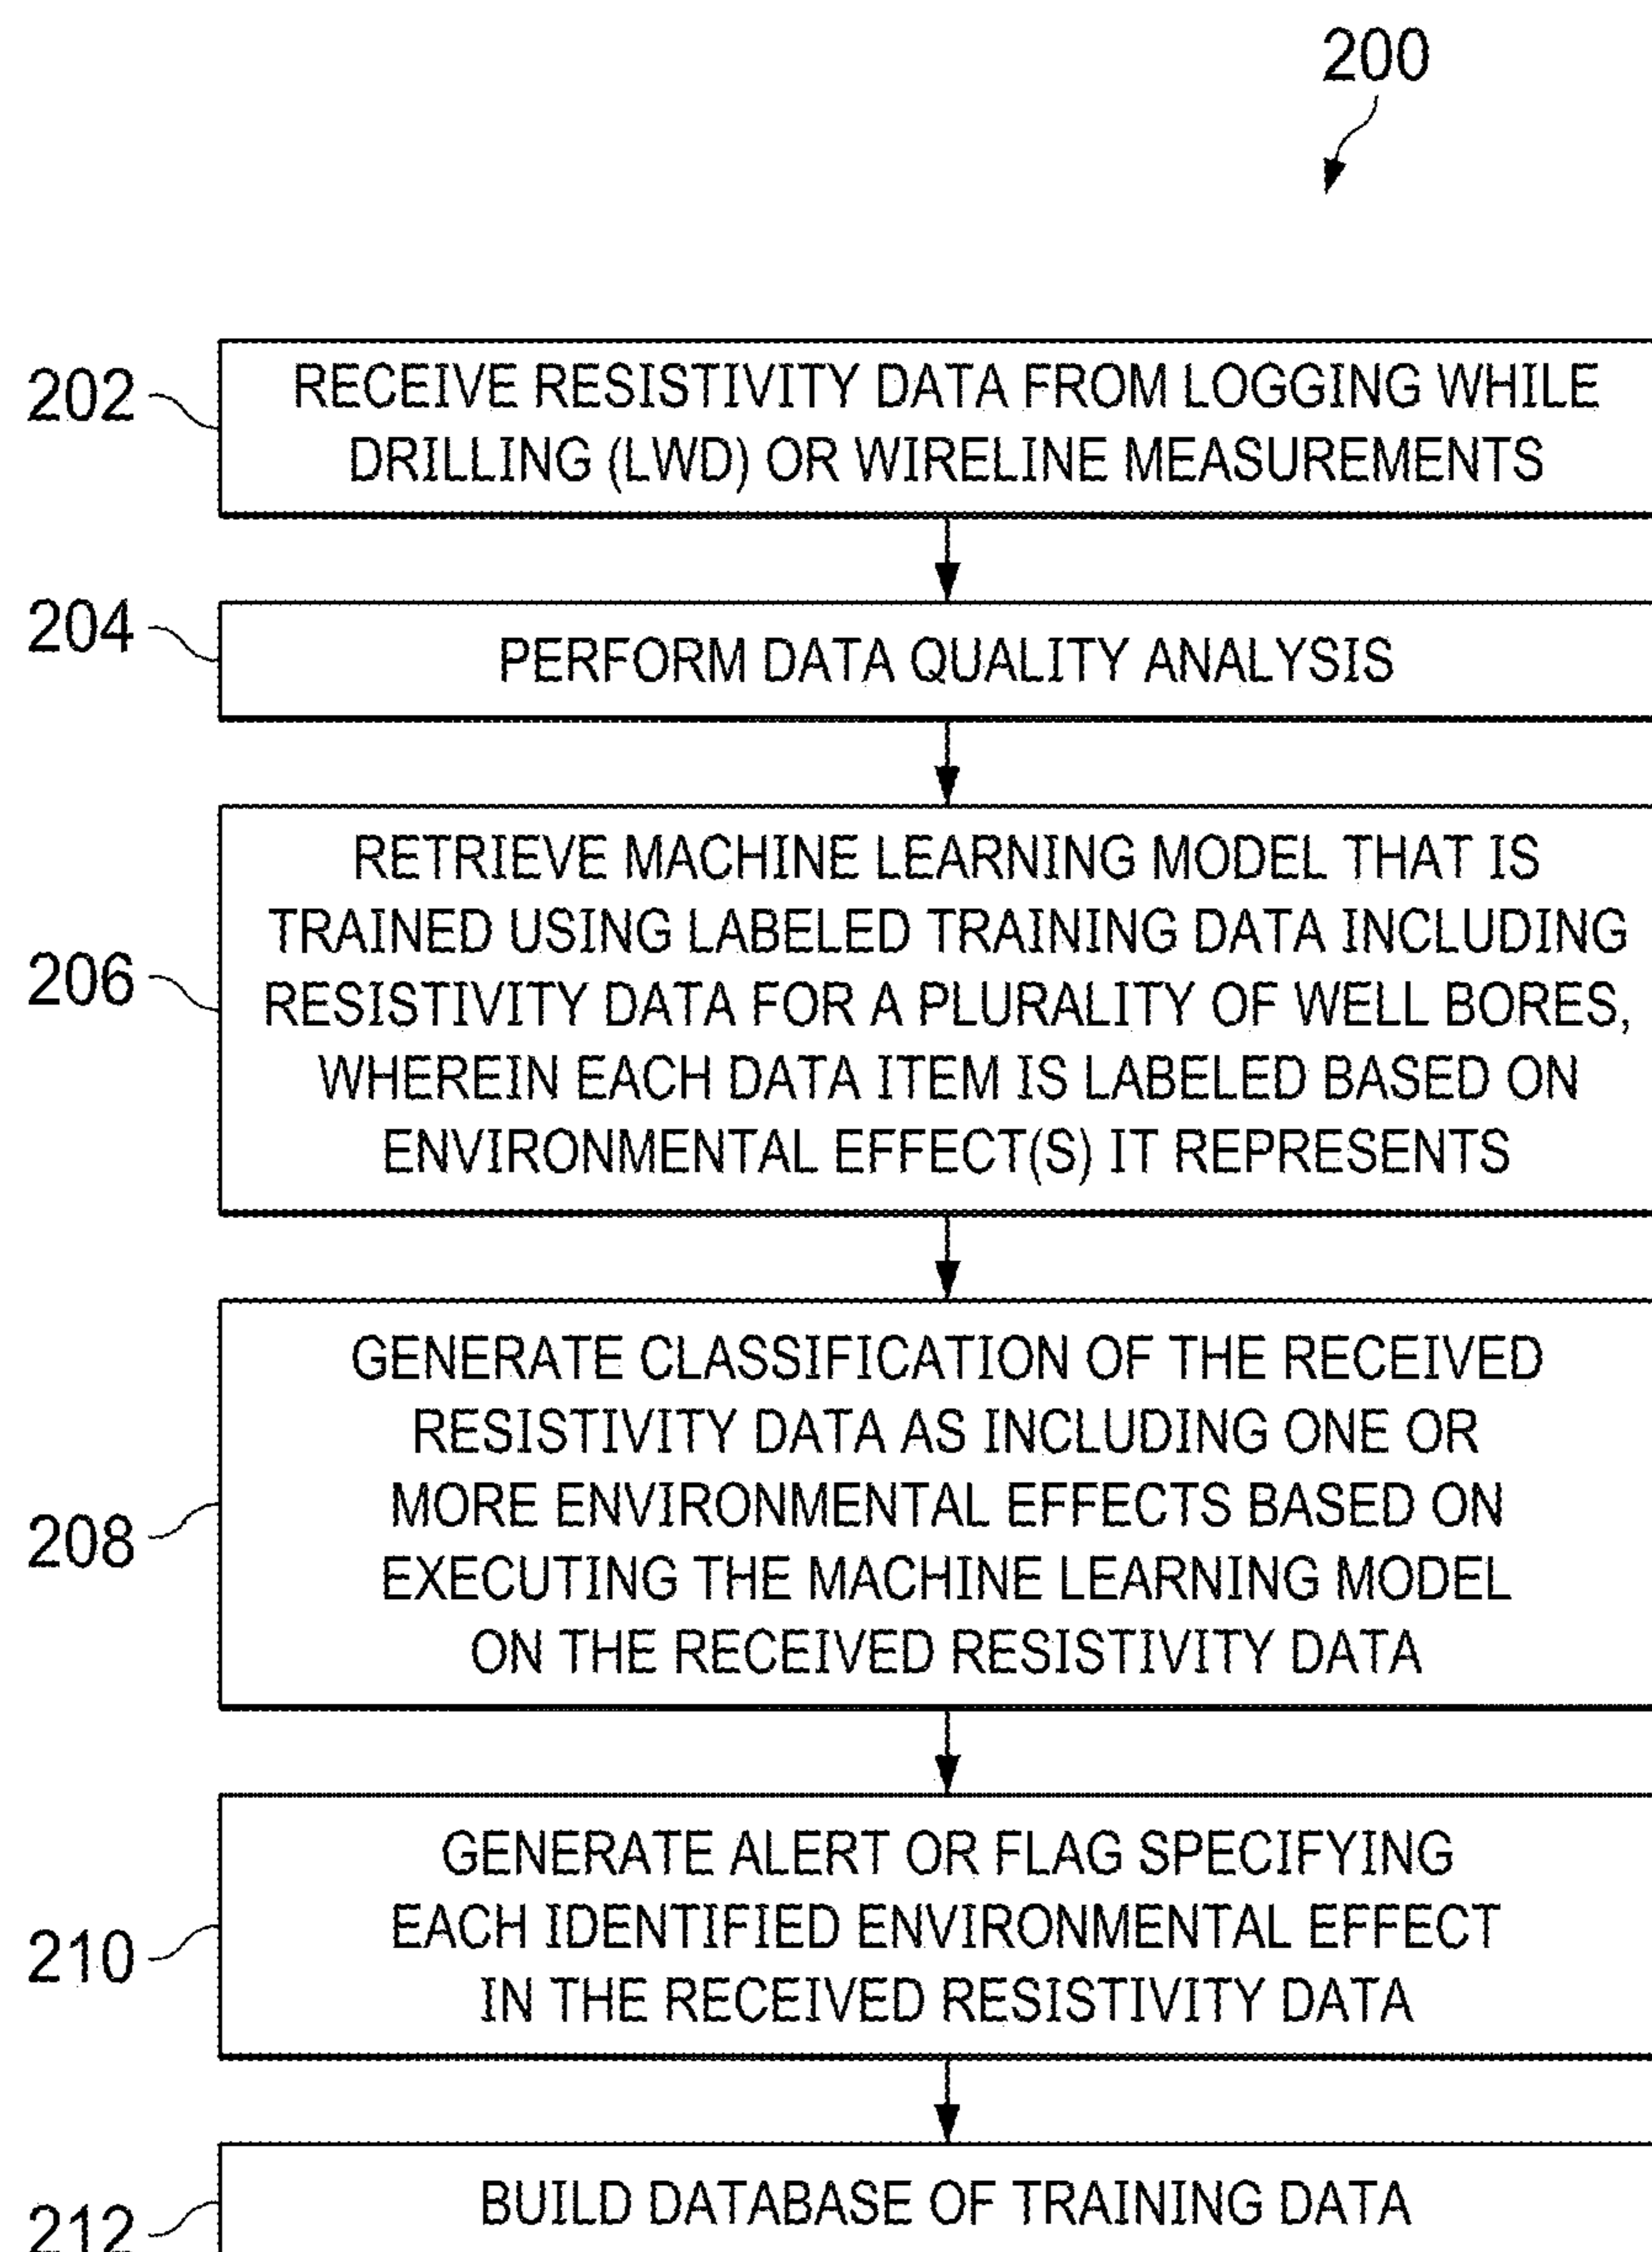 200
202
RECEIVE RESISTIVITY DATA FROM LOGGING WHILE
DRILLING (LWD) OR WIRELINE MEASUREMENTS
204
PERFORM DATA QUALITY ANALYSIS
206
RETRIEVE MACHINE LEARNING MODEL THAT IS
TRAINED USING LABELED TRAINING DATA INCLUDING
RESISTIVITY DATA FOR A PLURALITY OF WELL BORES,
WHEREIN EACH DATA ITEM IS LABELED BASED ON
ENVIRONMENTAL EFFECT(S) IT REPRESENTS
208
GENERATE CLASSIFICATION OF THE RECEIVED
RESISTIVITY DATA AS INCLUDING ONE OR
MORE ENVIRONMENTAL EFFECTS BASED ON
EXECUTING THE MACHINE LEARNING MODEL
ON THE RECEIVED RESISTIVITY DATA
210
GENERATE ALERT OR FLAG SPECIFYING
EACH IDENTIFIED ENVIRONMENTAL EFFECT
IN THE RECEIVED RESISTIVITY DATA
212
BUILD DATABASE OF TRAINING DATA